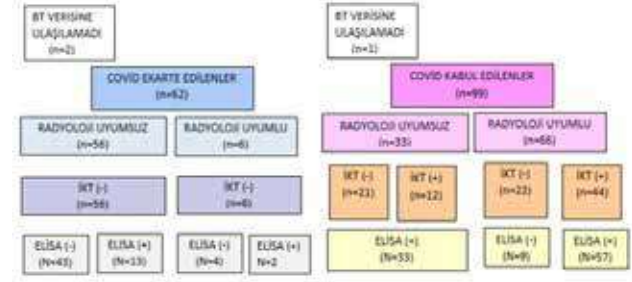 BT VERİSİNE
ULAŞILAMADI
(n=2)
COVİD EKARTE EDİLENLER
(n=62)
RADYOLOJİ UYUMSUZ
(n=56)
RADYOLOJİ UYUMLU
(n=6)
İKT (-)
(n=56)
İKT (-)
(n=6)
ELİSA (-)
(N=43)
ELİSA (+)
(N=13)
ELİSA (-)
(N=4)
ELİSA (+)
N=2
BT VERİSİNE
ULAŞILAMADI
(n=1)
COVİD KABUL EDİLENLER
(n=99)
RADYOLOJİ UYUMSUZ
(n=33)
RADYOLOJİ UYUMLU
(n=66)
İKT (-)
(n=21)
İKT (+)
(n=12)
İKT (-)
(n=22)
İKT (+)
(n=44)
ELİSA (+)
(N=33)
ELİSA (-)
(N=9)
ELİSA (+)
(N=57)